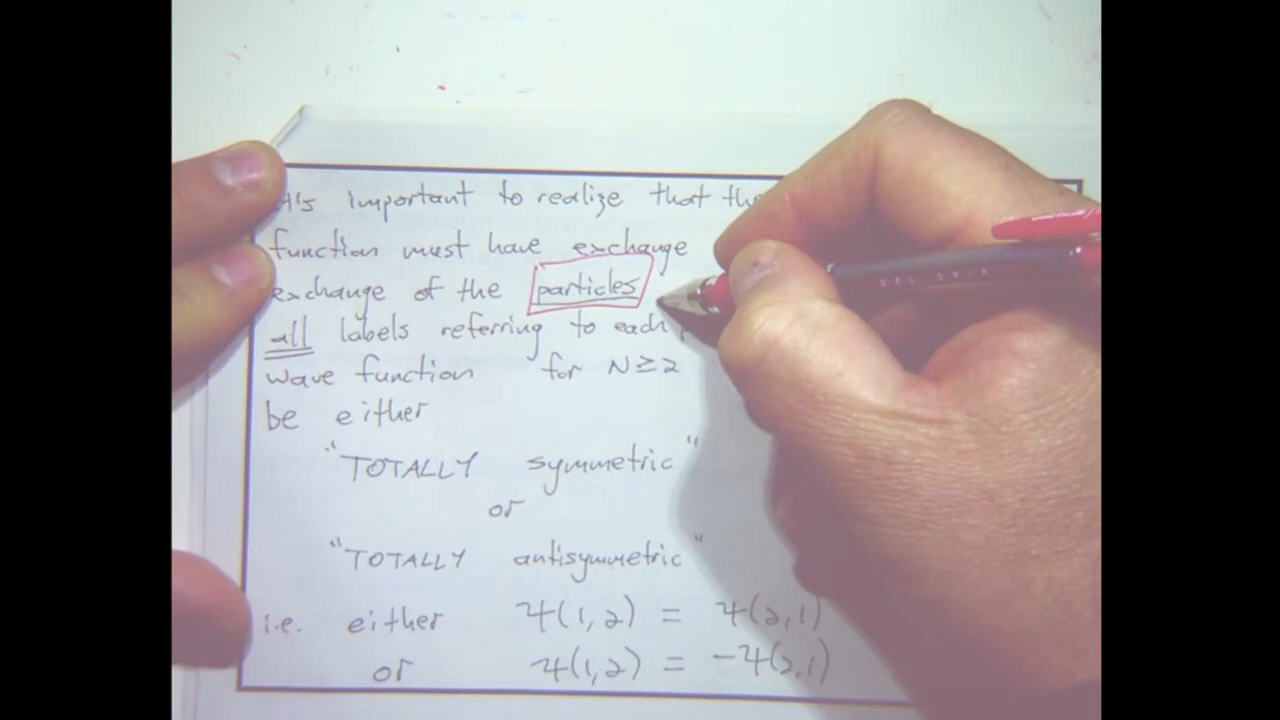 It's important to realize that the
function must have exchange
exchange of the particles
all labels referring to each
wave function for N ≥ 2
be either
"TOTALLY symmetric"
or
"TOTALLY antisymmetric"
i.e. either Ψ(1,2) = Ψ(2,1)
or Ψ(1,2) = -Ψ(2,1)